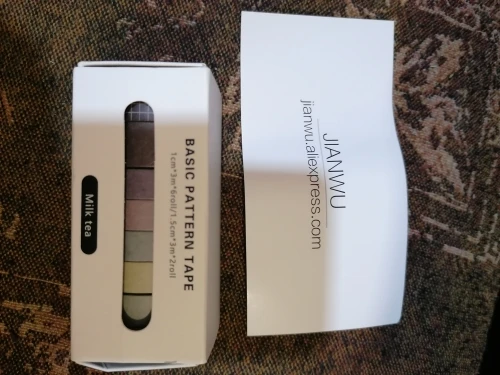 BASIC PATTERN TAPE
1cm*3m*6roll/1.5cm*3m*2roll
Milk tea
JIANWU
jianwu.aliexpress.com